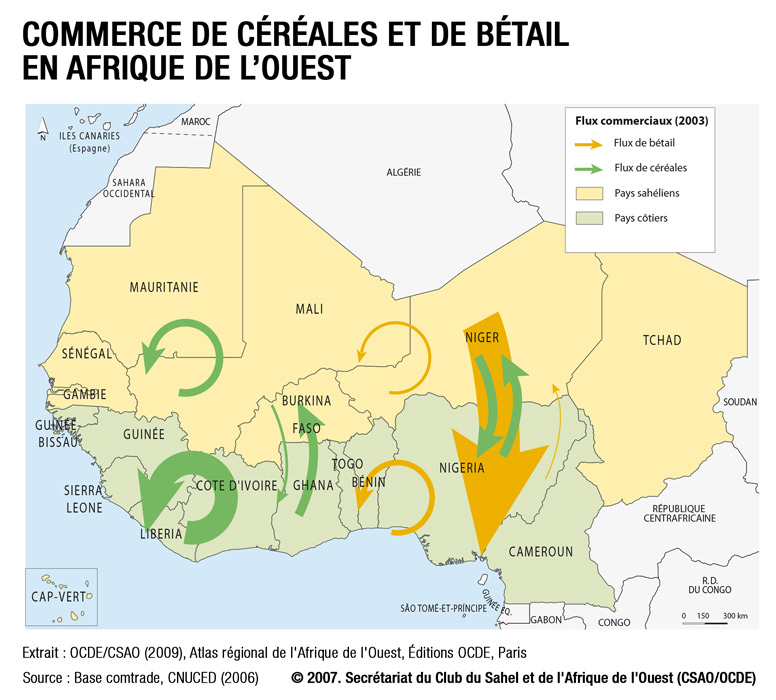 COMMERCE DE CÉRÉALES ET DE BÉTAIL
EN AFRIQUE DE L'OUEST
N
ILES CANARIES
(Espagne)
MAROC
ALGÉRIE
SAHARA
OCCIDENTAL
Flux commerciaux (2003)
Flux de bétail
Flux de céréales
Pays sahéliens
Pays côtiers
MAURITANIE
MALI
NIGER
TCHAD
SÉNÉGAL
GAMBIE
SOUDAN
BURKINA
FASO
GUINÉE
BISSAU
GUINÉE
TOGO
BÉNIN
NIGERIA
COTE D'IVOIRE
GHANA
SIERRA
LEONE
LIBERIA
RÉPUBLIQUE
CENTRAFRICAINE
CAMEROUN
CAP-VERT
SÃO TOMÉ-ET-PRÍNCIPE
GUINÉE ÉQ.
GABON
CONGO
R.D.
DU CONGO
0 150 300 km
Extrait : OCDE/CSAO (2009), Atlas régional de l'Afrique de l'Ouest, Éditions OCDE, Paris
Source : Base comtrade, CNUCED (2006) © 2007. Secrétariat du Club du Sahel et de l'Afrique de l'Ouest (CSAO/OCDE)